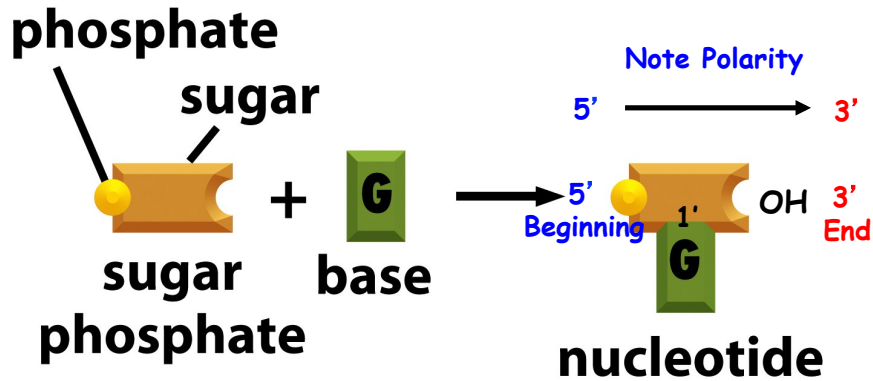 phosphate
sugar
+
G
sugar
phosphate
base
Note Polarity
5’ 3’
5’ OH 3’
Beginning 1’ End
G
nucleotide